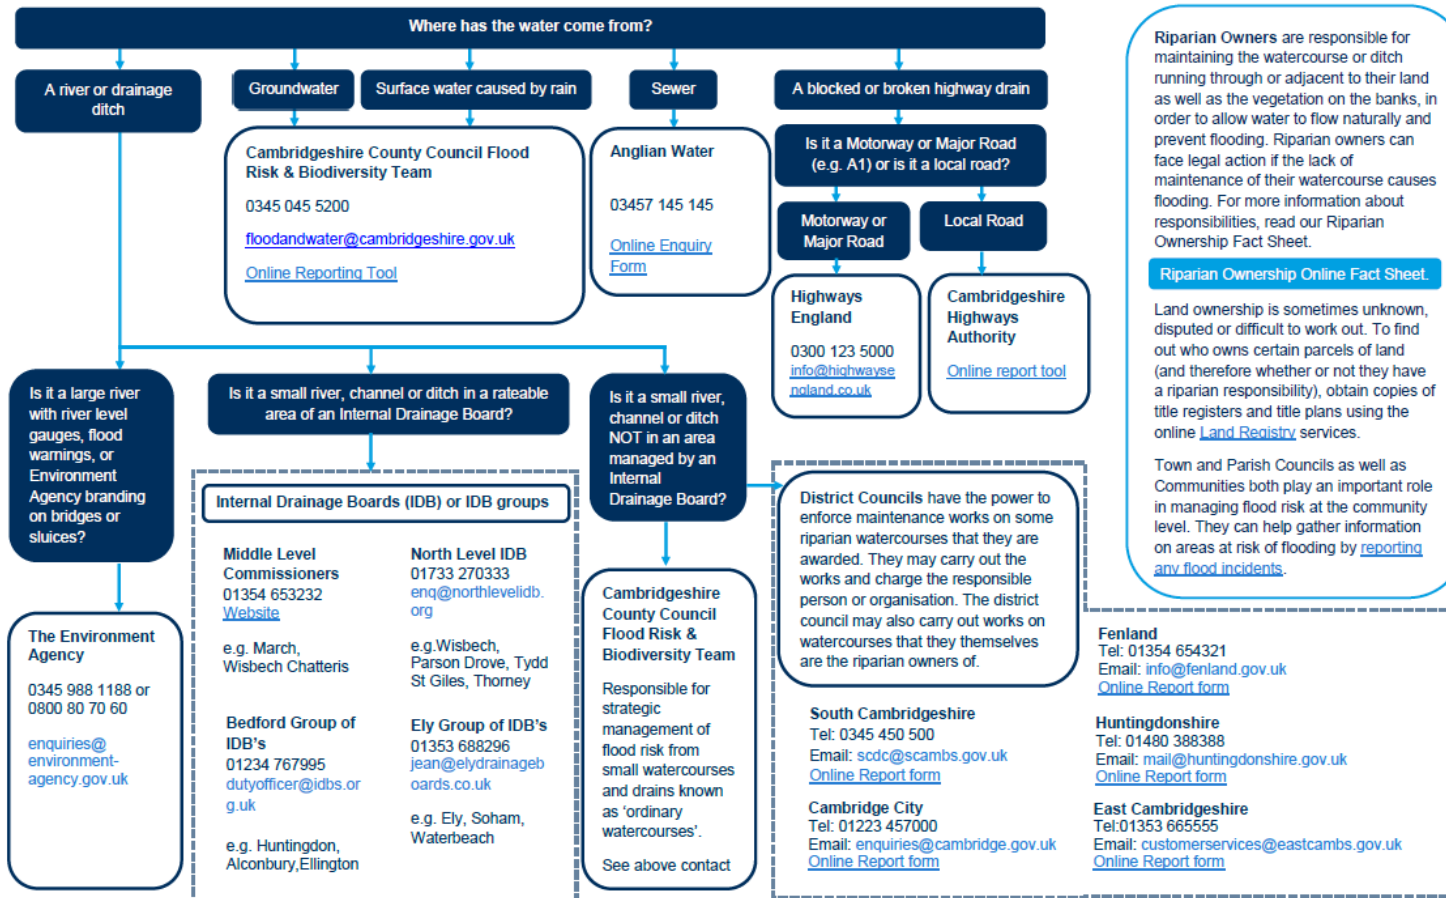 Where has the water come from?
A river or drainage
ditch
Groundwater
Surface water caused by rain
Sewer
A blocked or broken highway drain
Cambridgeshire County Council Flood
Risk & Biodiversity Team
0345 045 5200
floodandwater@cambridgeshire.gov.uk
Online Reporting Tool
Anglian Water
03457 145 145
Online Enquiry
Form
Is it a Motorway or Major Road
(e.g. A1) or is it a local road?
Motorway or
Major Road
Local Road
Highways
England
0300 123 5000
info@highwayse
ngland.co.uk
Cambridgeshire
Highways
Authority
Online report tool
Is it a large river
with river level
gauges, flood
warnings, or
Environment
Agency branding
on bridges or
sluices?
Is it a small river, channel or ditch in a rateable
area of an Internal Drainage Board?
Is it a small river,
channel or ditch
NOT in an area
managed by an
Internal
Drainage Board?
The Environment
Agency
0345 988 1188 or
0800 80 70 60
enquiries@
environment-
agency.gov.uk
Internal Drainage Boards (IDB) or IDB groups
Middle Level
Commissioners
01354 653232
Website
e.g. March,
Wisbech Chatteris
North Level IDB
01733 270333
enq@northlevelidb.
org
e.g.Wisbech,
Parson Drove, Tydd
St Giles, Thorney
Bedford Group of
IDB's
01234 767995
dutyofficer@idbs.or
g.uk
e.g. Huntingdon,
Alconbury,Ellington
Ely Group of IDB's
01353 688296
jean@elydrainageb
oards.co.uk
e.g. Ely, Soham,
Waterbeach
Cambridgeshire
County Council
Flood Risk &
Biodiversity Team
Responsible for
strategic
management of
flood risk from
small watercourses
and drains known
as 'ordinary
watercourses'.
See above contact
District Councils have the power to
enforce maintenance works on some
riparian watercourses that they are
awarded. They may carry out the
works and charge the responsible
person or organisation. The district
council may also carry out works on
watercourses that they themselves
are the riparian owners of.
South Cambridgeshire
Tel: 0345 450 500
Email: scdc@scambs.gov.uk
Online Report form
Cambridge City
Tel: 01223 457000
Email: enquiries@cambridge.gov.uk
Online Report form
Fenland
Tel: 01354 654321
Email: info@fenland.gov.uk
Online Report form
Huntingdonshire
Tel: 01480 388388
Email: mail@huntingdonshire.gov.uk
Online Report form
East Cambridgeshire
Tel:01353 665555
Email: customerservices@eastcambs.gov.uk
Online Report form
Riparian Owners are responsible for
maintaining the watercourse or ditch
running through or adjacent to their land
as well as the vegetation on the banks, in
order to allow water to flow naturally and
prevent flooding. Riparian owners can
face legal action if the lack of
maintenance of their watercourse causes
flooding. For more information about
responsibilities, read our Riparian
Ownership Fact Sheet.
Riparian Ownership Online Fact Sheet.
Land ownership is sometimes unknown,
disputed or difficult to work out. To find
out who owns certain parcels of land
(and therefore whether or not they have
a riparian responsibility), obtain copies of
title registers and title plans using the
online Land Registry services.
Town and Parish Councils as well as
Communities both play an important role
in managing flood risk at the community
level. They can help gather information
on areas at risk of flooding by reporting
any flood incidents.